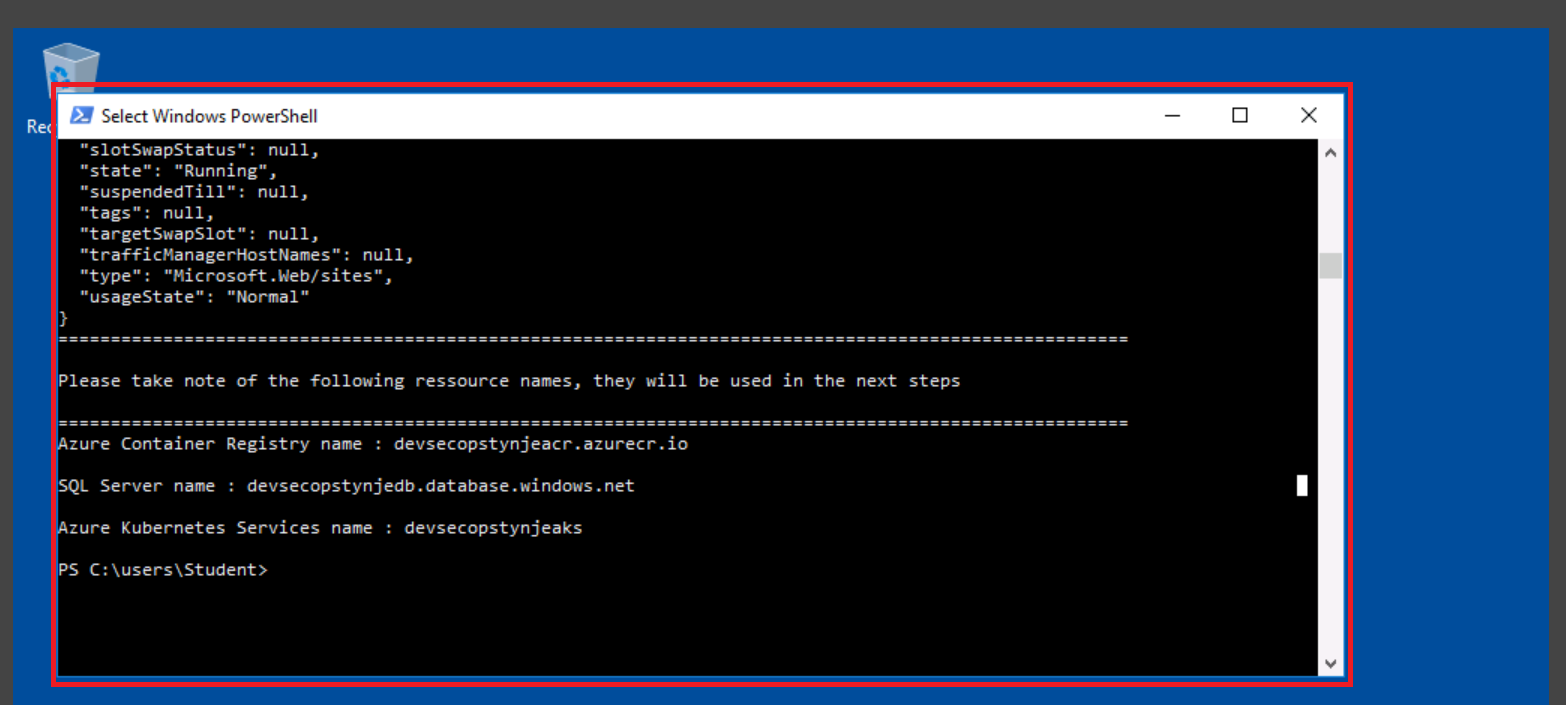 Select Windows PowerShell
"slotSwapStatus": null,
"state": "Running",
"suspendedTill": null,
"tags": null,
"targetSwapSlot": null,
"trafficManagerHostNames": null,
"type": "Microsoft.Web/sites",
"usageState": "Normal"
}
======================================================================================================
Please take note of the following ressource names, they will be used in the next steps
======================================================================================================
Azure Container Registry name : devsecopstynjeacr.azurecr.io
SQL Server name : devsecopstynjedb.database.windows.net
Azure Kubernetes Services name : devsecopstynjeaks
PS C:\users\Student>